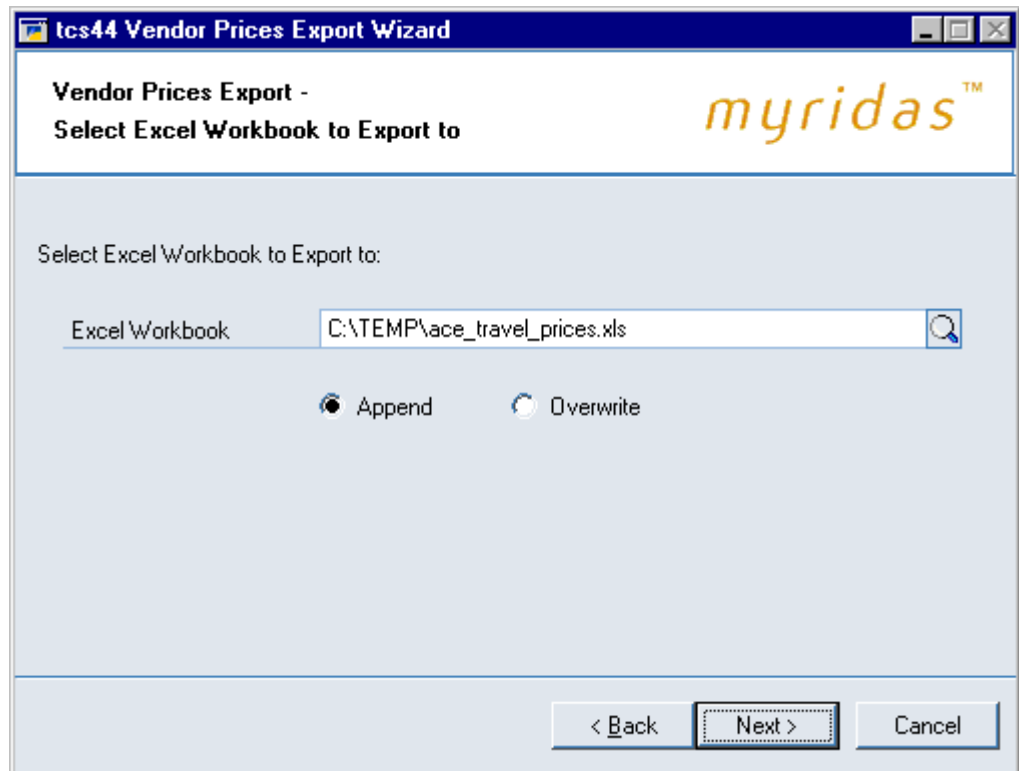 tcs44 Vendor Prices Export Wizard
Vendor Prices Export -
Select Excel Workbook to Export to
myridas™
Select Excel Workbook to Export to:
Excel Workbook C:\TEMP\ace_travel_prices.xls
Append Overwrite
< Back Next > Cancel